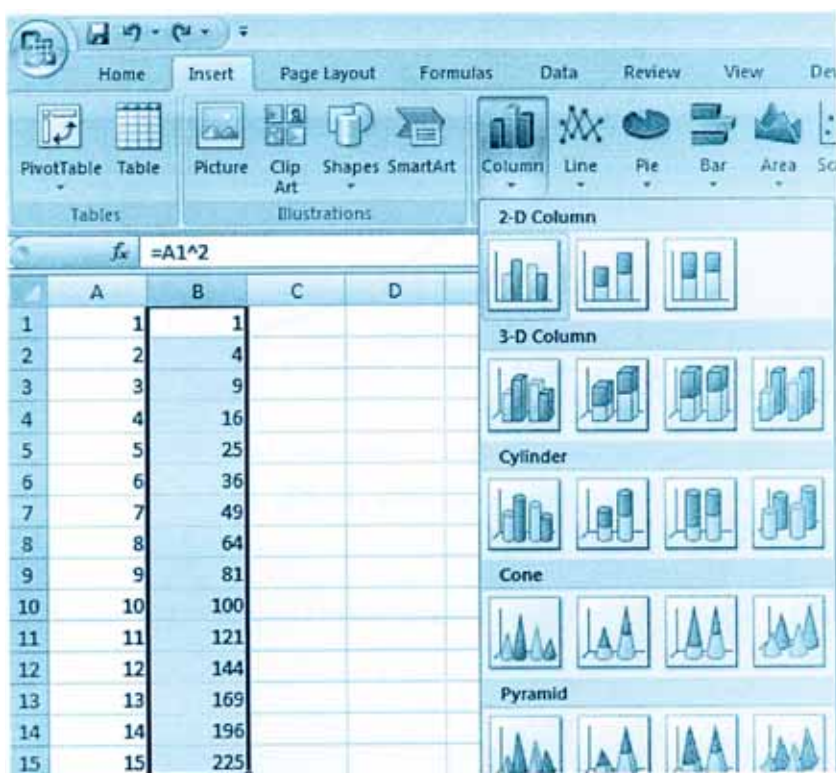 Home Insert Page Layout Formulas Data Review View
PivotTable Table Picture Clip Art Shapes SmartArt Column Line Pie Bar Area
Tables Illustrations
2-D Column
fx =A1^2
A B C D
3-D Column
1 1 1
2 2 4
3 3 9
4 4 16
5 5 25
Cylinder
6 6 36
7 7 49
8 8 64
9 9 81
Cone
10 10 100
11 11 121
12 12 144
13 13 169
Pyramid
14 14 196
15 15 225